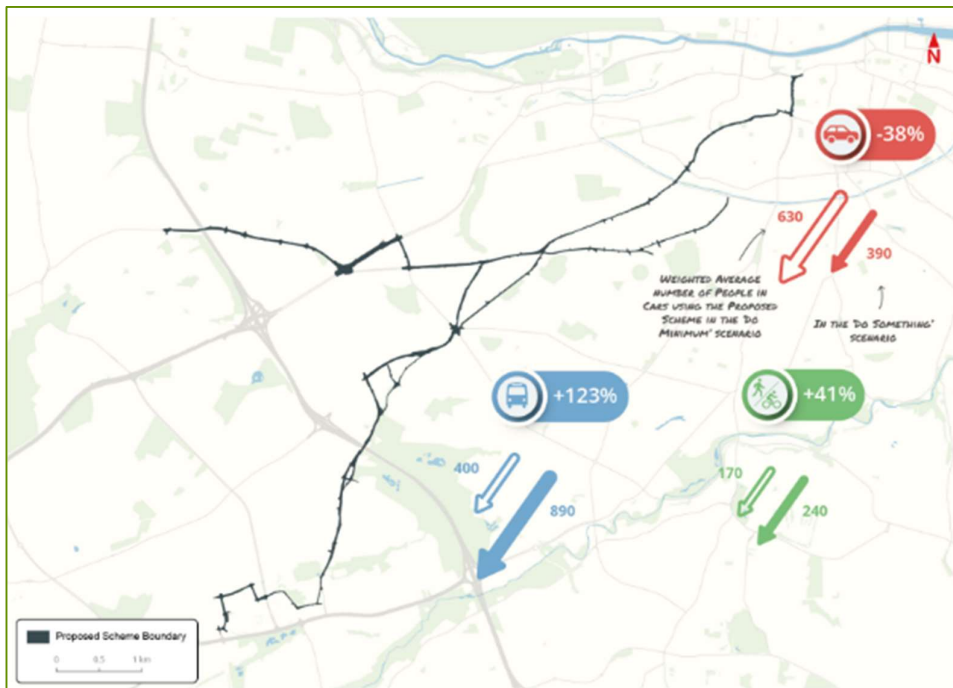 N
-38%
630
390
WEIGHTED AVERAGE
NUMBER OF PEOPLE IN
CARS USING THE PROPOSED
SCHEME IN THE 'DO
MINIMUM' SCENARIO
IN THE 'DO SOMETHING'
SCENARIO
+123%
+41%
400
890
170
240
Proposed Scheme Boundary
0 0.5 1 km